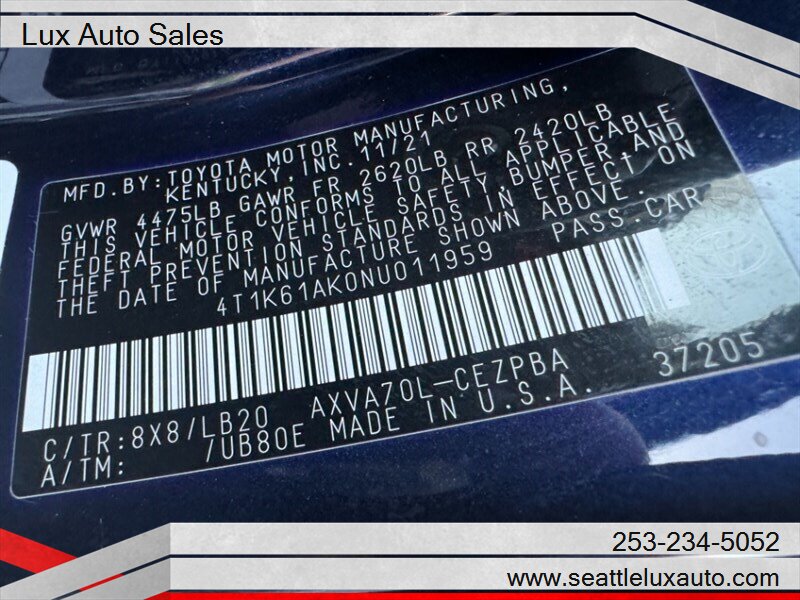 Lux Auto Sales
MFD.BY:TOYOTA MOTOR MANUFACTURING,
KENTUCKY,INC.11/21
GVWR 4475LB GAWR FR 2620LB RR 2420LB
THIS VEHICLE CONFORMS TO ALL APPLICABLE
FEDERAL MOTOR VEHICLE SAFETY,BUMPER AND
THEFT PREVENTION STANDARDS IN EFFECT ON
THE DATE OF MANUFACTURE SHOWN ABOVE.
4T1K61AK0NU011959 PASS.CAR
C/TR:8X8/LB20 AXVA70L-CEZPBA 37205
A/TM: /UB80E MADE IN U.S.A.
253-234-5052
www.seattleluxauto.com